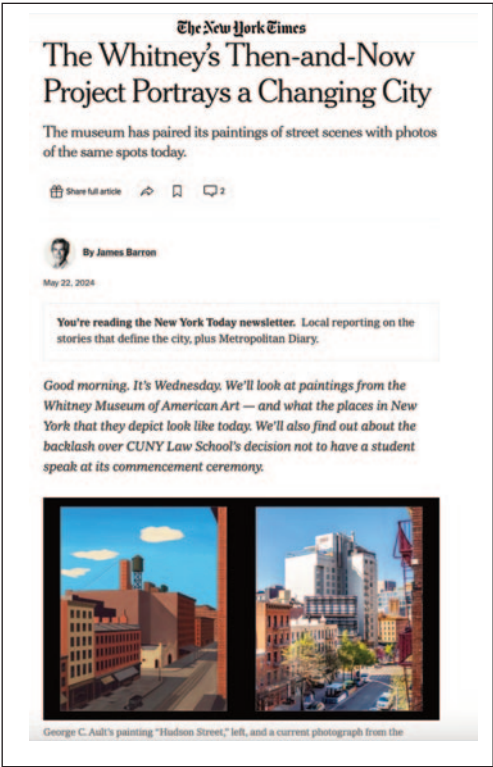 The New York Times
The Whitney's Then-and-Now
Project Portrays a Changing City
The museum has paired its paintings of street scenes with photos
of the same spots today.
Share full article
2
By James Barron
May 22, 2024
You're reading the New York Today newsletter. Local reporting on the
stories that define the city, plus Metropolitan Diary.
Good morning. It's Wednesday. We'll look at paintings from the
Whitney Museum of American Art — and what the places in New
York that they depict look like today. We'll also find out about the
backlash over CUNY Law School's decision not to have a student
speak at its commencement ceremony.
George C. Ault's painting "Hudson Street," left, and a current photograph from the